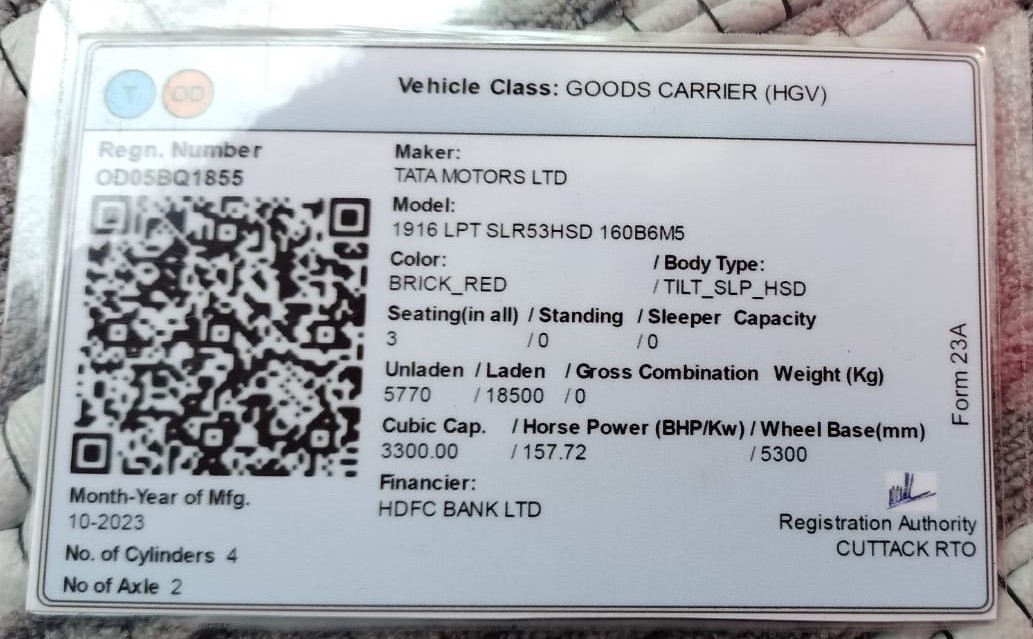 T OD
Vehicle Class: GOODS CARRIER (HGV)
Regn. Number
OD05BQ1855
Maker:
TATA MOTORS LTD
Model:
1916 LPT SLR53HSD 160B6M5
Color: / Body Type:
BRICK_RED / TILT_SLP_HSD
Seating(in all) / Standing / Sleeper Capacity
3 / 0 / 0
Unladen / Laden / Gross Combination Weight (Kg)
5770 / 18500 / 0
Cubic Cap. / Horse Power (BHP/Kw) / Wheel Base(mm)
3300.00 / 157.72 / 5300
Financier:
HDFC BANK LTD
Month-Year of Mfg.
10-2023
No. of Cylinders 4
No of Axle 2
Registration Authority
CUTTACK RTO
Form 23A